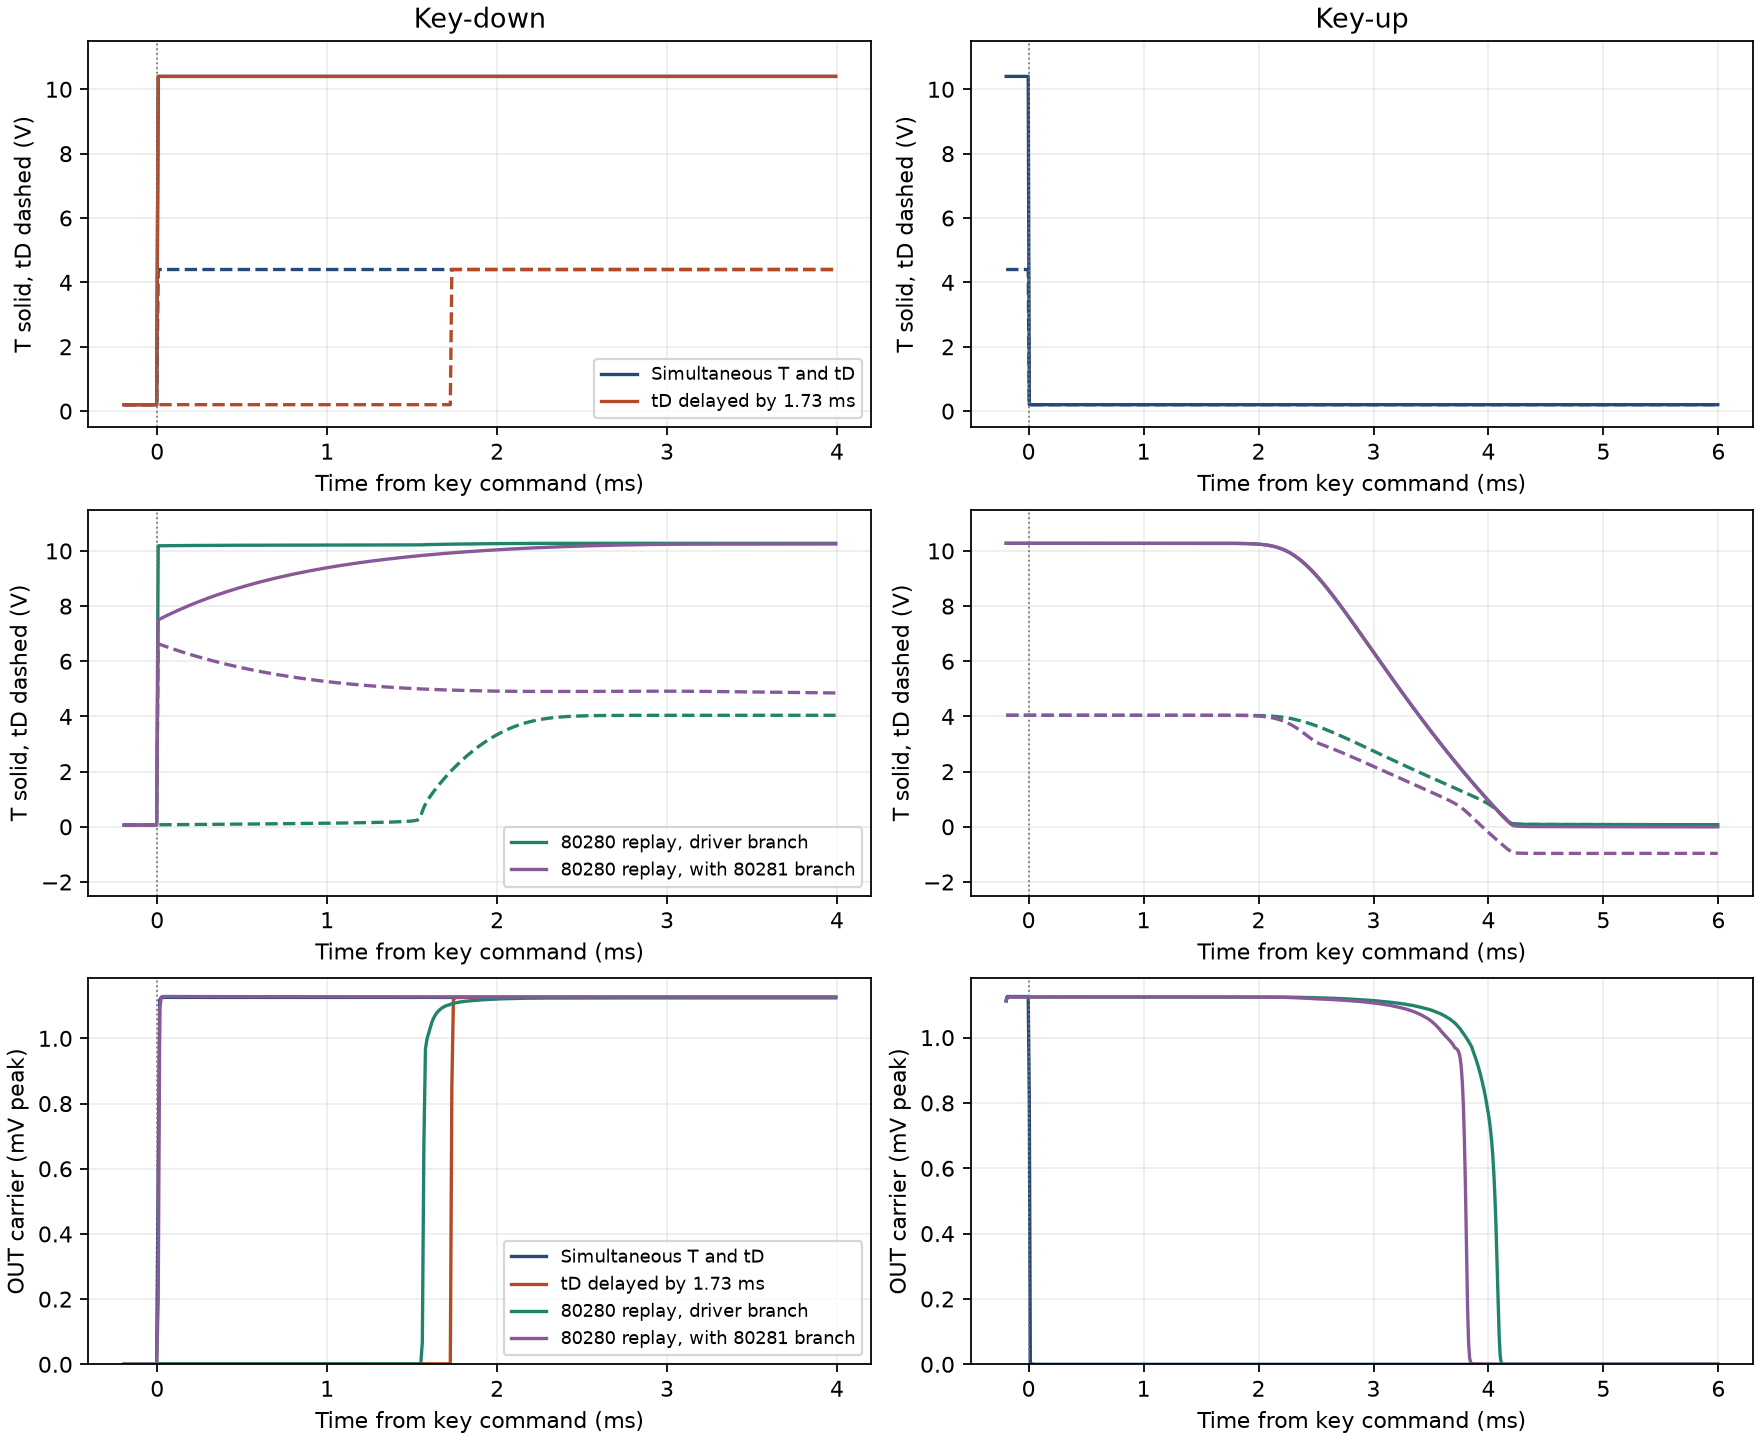 Key-down
Key-up
T solid, tD dashed (V)
10
8
6
4
2
0
Simultaneous T and tD
tD delayed by 1.73 ms
0 1 2 3 4
Time from key command (ms)
T solid, tD dashed (V)
10
8
6
4
2
0
0 1 2 3 4 5 6
Time from key command (ms)
T solid, tD dashed (V)
10
8
6
4
2
0
−2
80280 replay, driver branch
80280 replay, with 80281 branch
0 1 2 3 4
Time from key command (ms)
T solid, tD dashed (V)
10
8
6
4
2
0
−2
0 1 2 3 4 5 6
Time from key command (ms)
OUT carrier (mV peak)
1.0
0.8
0.6
0.4
0.2
0.0
Simultaneous T and tD
tD delayed by 1.73 ms
80280 replay, driver branch
80280 replay, with 80281 branch
0 1 2 3 4
Time from key command (ms)
OUT carrier (mV peak)
1.0
0.8
0.6
0.4
0.2
0.0
0 1 2 3 4 5 6
Time from key command (ms)